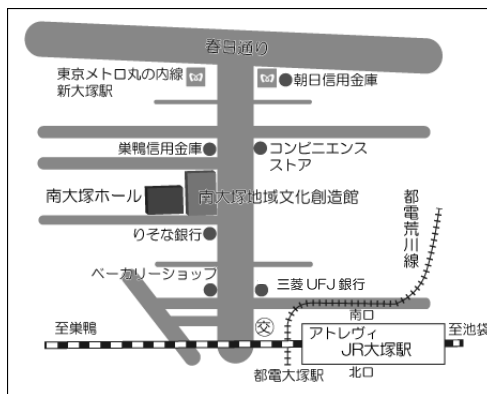 春日通り
東京メトロ丸の内線
新大塚駅
朝日信用金庫
巣鴨信用金庫
コンビニエンス
ストア
南大塚ホール
南大塚地域文化創造館
都電荒川線
りそな銀行
ベーカリーショップ
三菱UFJ銀行
交
南口
至巣鴨
アトレヴィ
JR大塚駅
至池袋
都電大塚駅
北口